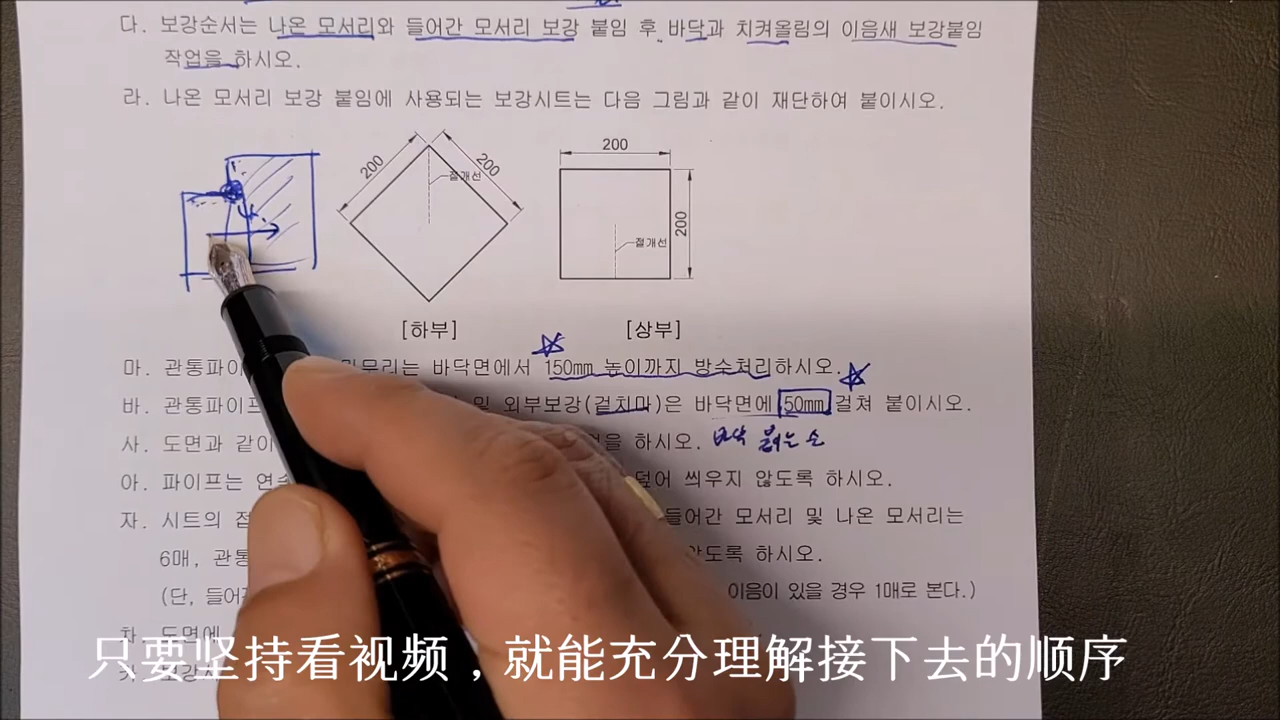 다. 보강순서는 나온 모서리와 들어간 모서리 보강 붙임 후 바닥과 치켜올림의 이음새 보강붙임
작업을 하시오.
라. 나온 모서리 보강 붙임에 사용되는 보강시트는 다음 그림과 같이 재단하여 붙이시오.
200 200 200
절개선 200
절개선
[하부] [상부]
마. 관통파이 마무리는 바닥면에서 150mm 높이까지 방수처리하시오.
바. 관통파이프 및 외부보강(겉치마)은 바닥면에 50mm 걸쳐 붙이시오.
사. 도면과 같이 하시오.
아. 파이프는 연속 덮어 씌우지 않도록 하시오.
자. 시트의 접 들어간 모서리 및 나온 모서리는
6매, 관통 않도록 하시오.
(단, 들어 이음이 있을 경우 1매로 본다.)
차. 도면에
只要坚持看视频，就能充分理解接下去的顺序